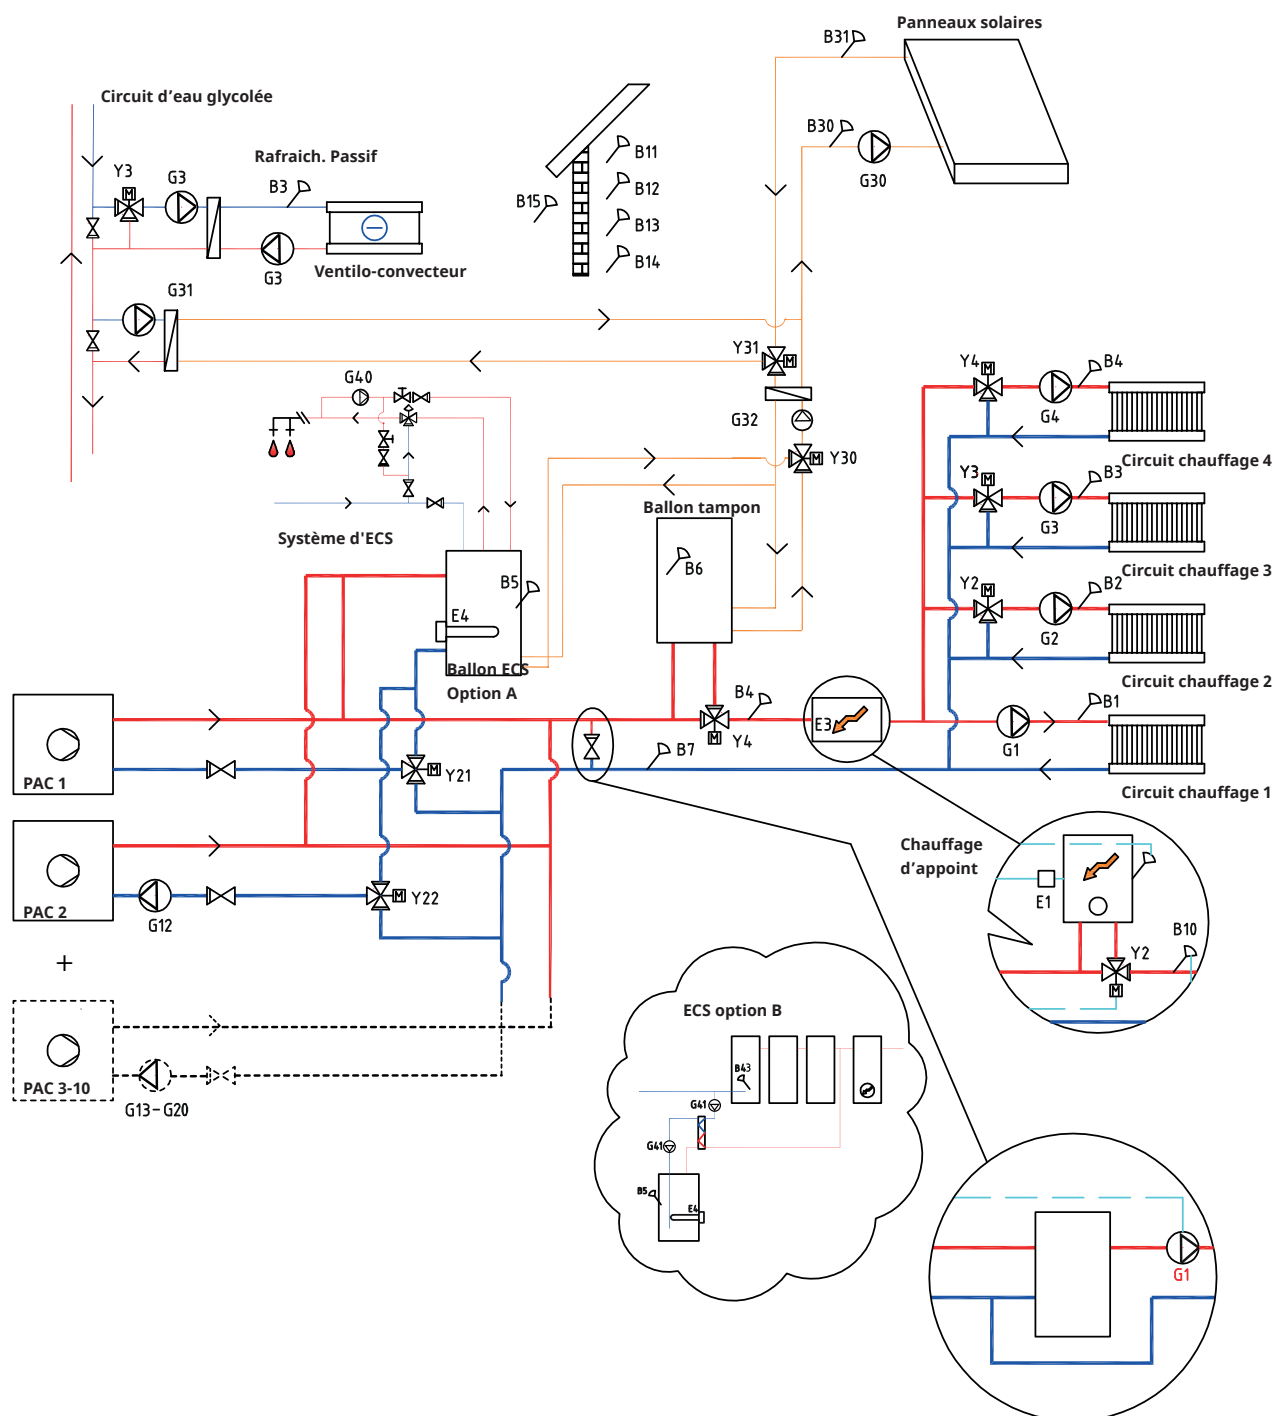 Panneaux solaires
B31
Circuit d'eau glycolée
B30
G30
Y3
G3
Rafraich. Passif
B3
B11
B12
B15
B13
B14
G3
Ventilo-convecteur
G31
Y31
M
G40
G32
Y30
M
Y4
M
B4
G4
Circuit chauffage 4
Y3
M
B3
G3
Circuit chauffage 3
Y2
M
B2
G2
Circuit chauffage 2
B1
G1
Circuit chauffage 1
Système d'ECS
Ballon tampon
B6
B5
E4
Ballon ECS
Option A
B4
M
Y4
E3
B7
PAC 1
M
Y21
PAC 2
G12
M
Y22
+
PAC 3-10
G13-G20
Chauffage
d'appoint
E1
B10
Y2
M
ECS option B
B43
G41
G41
B5
E4
G1